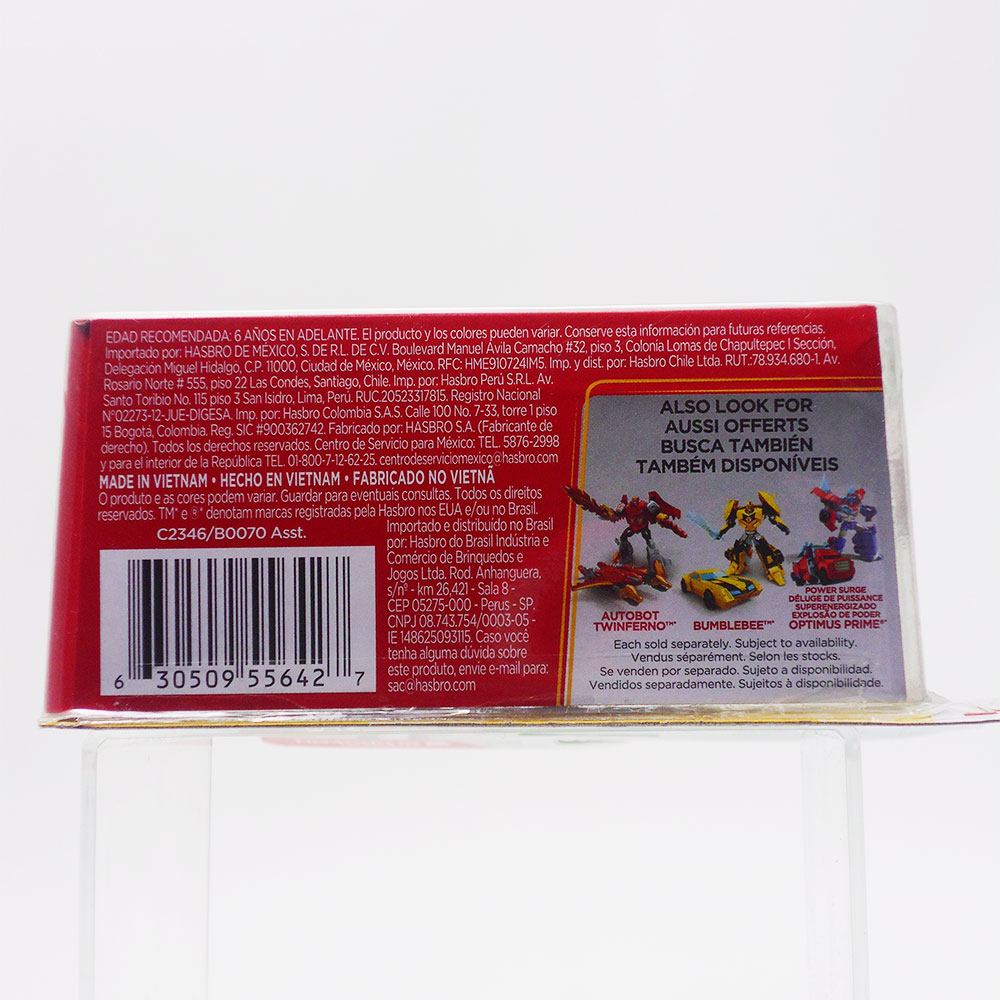 EDAD RECOMENDADA: 6 AÑOS EN ADELANTE. El producto y los colores pueden variar. Conserve esta información para futuras referencias.
Importado por: HASBRO DE MEXICO, S. DE R.L. DE C.V. Boulevard Manuel Ávila Camacho #32, piso 3, Colonia Lomas de Chapultepec I Sección,
Delegación Miguel Hidalgo, C.P. 11000, Ciudad de México, México. RFC: HME910724IM5. Imp. y dist. por: Hasbro Chile Ltda. RUT.:78.934.680-1. Av.
Rosario Norte # 555, piso 22 Las Condes, Santiago, Chile. Imp. por: Hasbro Perú S.R.L. Av.
Santo Toribio No. 115 piso 3 San Isidro, Lima, Perú. RUC.20523317815. Registro Nacional
N°02273-12-JUE-DIGESA. Imp. por: Hasbro Colombia S.A.S. Calle 100 No. 7-33, torre 1 piso
15 Bogotá, Colombia. Reg. SIC #900362742. Fabricado por: HASBRO S.A. (Fabricante de
derecho). Todos los derechos reservados. Centro de Servicio para México: TEL. 5876-2998
y para el interior de la República TEL. 01-800-7-12-62-25. centrodeserviciomexico@hasbro.com
MADE IN VIETNAM • HECHO EN VIETNAM • FABRICADO NO VIETNÃ
O produto e as cores podem variar. Guardar para eventuais consultas. Todos os direitos
reservados. TM* e ®* denotam marcas registradas pela Hasbro nos EUA e/ou no Brasil.
C2346/B0070 Asst.
6 30509 55642 7
Importado e distribuído no Brasil
por: Hasbro do Brasil Indústria e
Comércio de Brinquedos e
Jogos Ltda. Rod. Anhanguera,
s/nº - km 26,421 - Sala 8 -
CEP 05275-000 - Perus - SP.
CNPJ 08.743.754/0003-05 -
IE 148625093115. Caso você
tenha alguma dúvida sobre
este produto, envie e-mail para:
sac@hasbro.com
ALSO LOOK FOR
AUSSI OFFERTS
BUSCA TAMBIÉN
TAMBÉM DISPONÍVEIS
AUTOBOT
TWINFERNO™*
BUMBLEBEE™*
POWER SURGE
DÉLUGE DE PUISSANCE
SUPERENERGIZADO
EXPLOSÃO DE PODER
OPTIMUS PRIME®*
Each sold separately. Subject to availability.
Vendus séparément. Selon les stocks.
Se venden por separado. Sujeto a disponibilidad.
Vendidos separadamente. Sujeitos à disponibilidade.